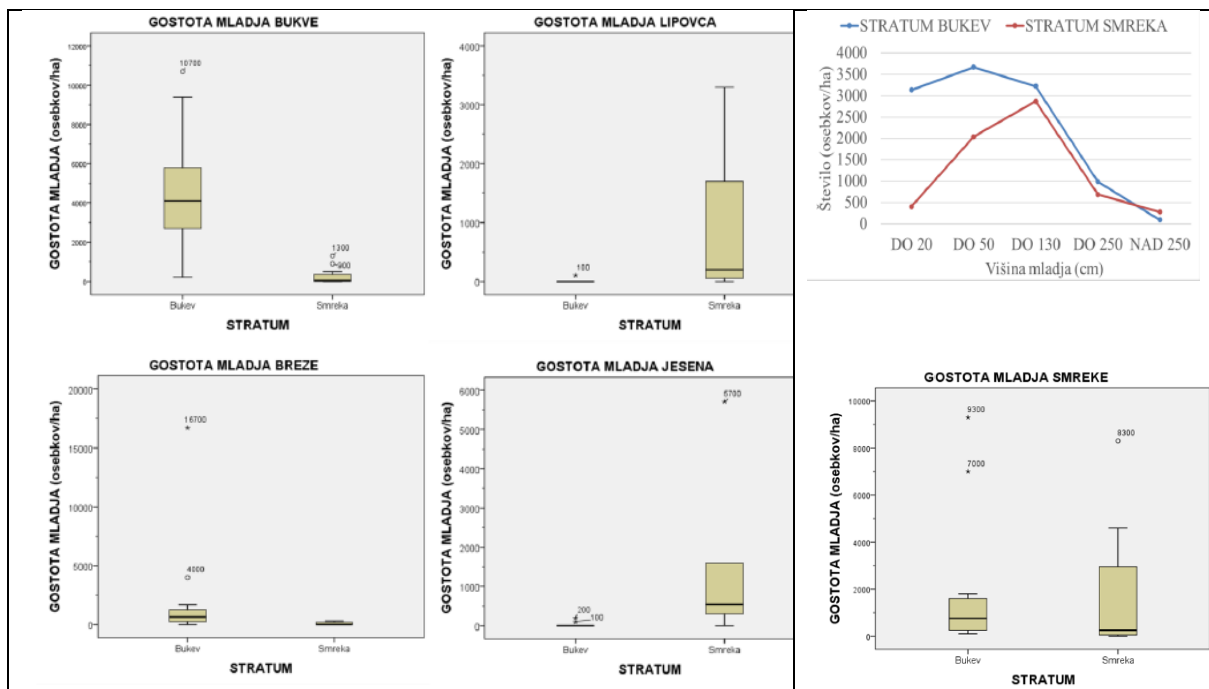 GOSTOTA MLADJA BUKVE
GOSTOTA MLADJA (osebkov/ha)
12000
10000
8000
6000
4000
2000
0
10700
1300
900
Bukev Smreka
STRATUM
GOSTOTA MLADJA LIPOVCA
GOSTOTA MLADJA (osebkov/ha)
4000
3000
2000
1000
0
100
Bukev Smreka
STRATUM
STRATUM BUKEV STRATUM SMREKA
Število (osebkov/ha)
4000
3500
3000
2500
2000
1500
1000
500
0
DO 20 DO 50 DO 130 DO 250 NAD 250
Višina mladja (cm)
GOSTOTA MLADJA BREZE
GOSTOTA MLADJA (osebkov/ha)
20000
15000
10000
5000
0
16700
4000
Bukev Smreka
STRATUM
GOSTOTA MLADJA JESENA
GOSTOTA MLADJA (osebkov/ha)
6000
5000
4000
3000
2000
1000
0
200
100
5700
Bukev Smreka
STRATUM
GOSTOTA MLADJA SMREKE
GOSTOTA MLADJA (osebkov/ha)
10000
8000
6000
4000
2000
0
9300
7000
8300
Bukev Smreka
STRATUM